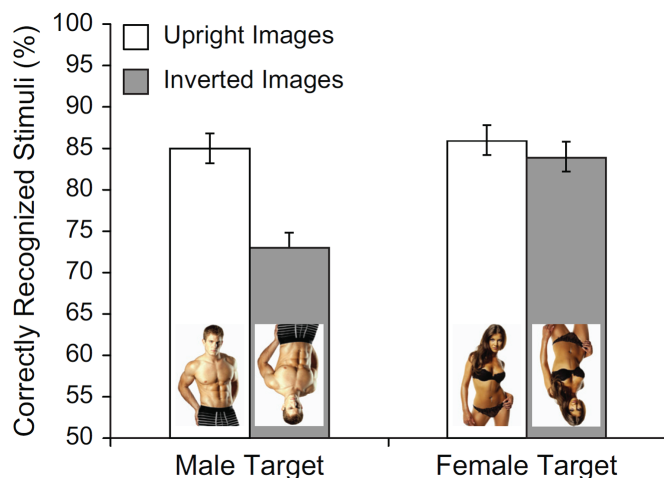 Correctly Recognized Stimuli (%)
100
95
90
85
80
75
70
65
60
55
50
Upright Images
Inverted Images
Male Target
Female Target